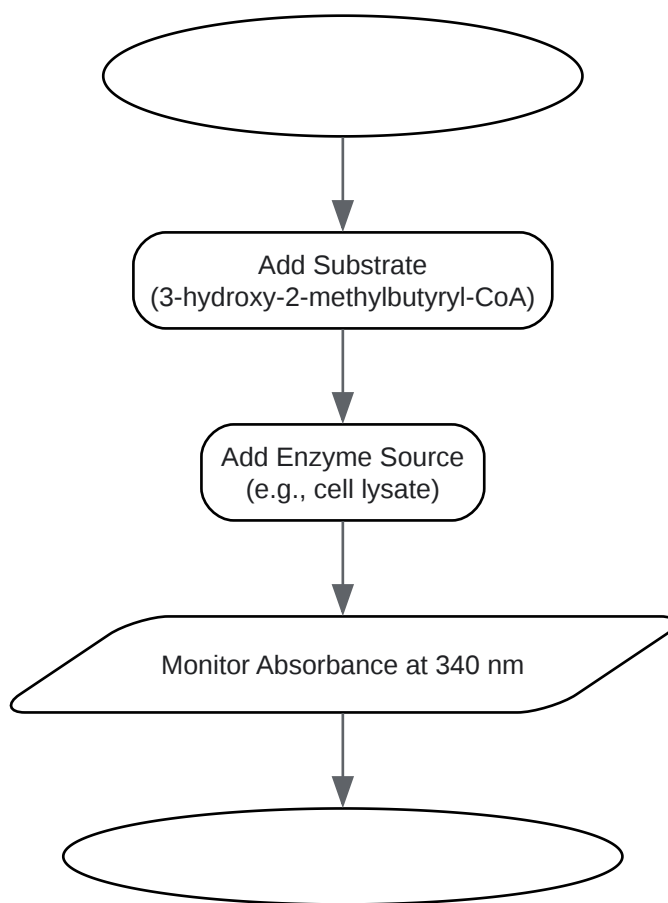 Add Substrate
(3-hydroxy-2-methylbutyryl-CoA)
Add Enzyme Source
(e.g., cell lysate)
Monitor Absorbance at 340 nm